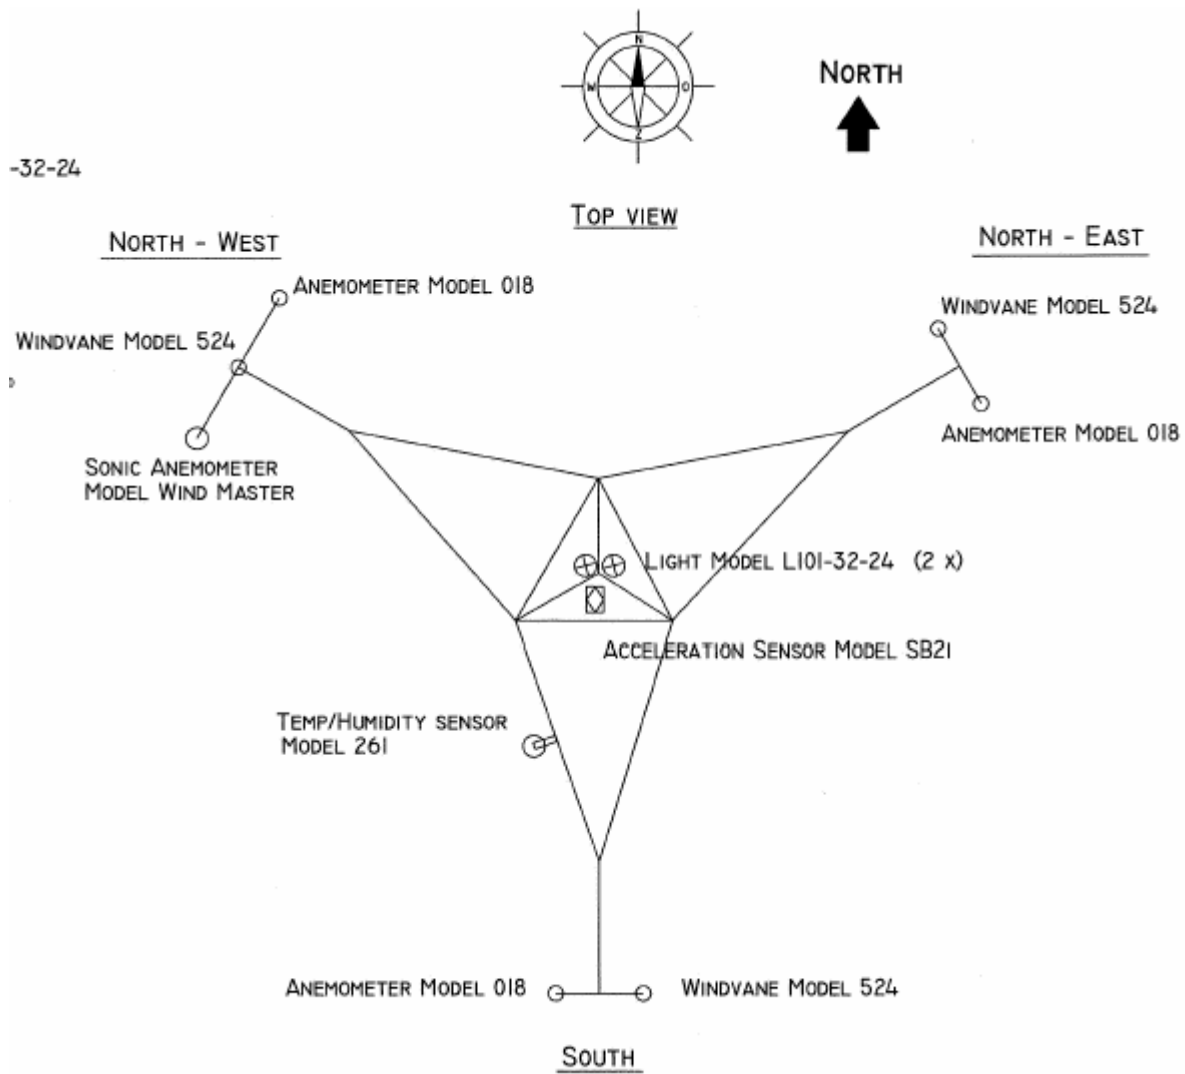 N
W
O
Z
NORTH
-32-24
TOP VIEW
NORTH - WEST
NORTH - EAST
ANEMOMETER MODEL 018
WINDVANE MODEL 524
WINDVANE MODEL 524
ANEMOMETER MODEL 018
SONIC ANEMOMETER
MODEL WIND MASTER
LIGHT MODEL L101-32-24 (2 x)
ACCELERATION SENSOR MODEL SB21
TEMP/HUMIDITY SENSOR
MODEL 261
ANEMOMETER MODEL 018
WINDVANE MODEL 524
SOUTH